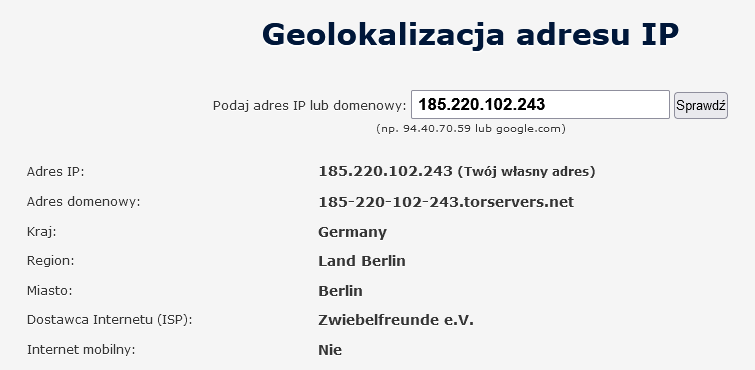 Geolokalizacja adresu IP
Podaj adres IP lub domenowy: 185.220.102.243 Sprawdź
(np. 94.40.70.59 lub google.com)
Adres IP: 185.220.102.243 (Twój własny adres)
Adres domenowy: 185-220-102-243.torservers.net
Kraj: Germany
Region: Land Berlin
Miasto: Berlin
Dostawca Internetu (ISP): Zwiebelfreunde e.V.
Internet mobilny: Nie